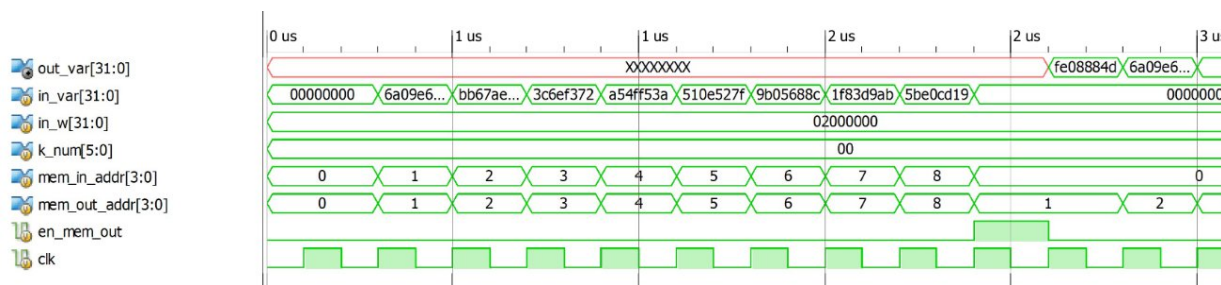 0 us 1 us 1 us 2 us 2 us 3 us
out_var[31:0] XXXXXXXX fe08884d 6a09e6...
in_var[31:0] 00000000 6a09e6... bb67ae... 3c6ef372 a54ff53a 510e527f 9b05688c 1f83d9ab 5be0cd19 0000000
in_w[31:0] 02000000
k_num[5:0] 00
mem_in_addr[3:0] 0 1 2 3 4 5 6 7 8 0
mem_out_addr[3:0] 0 1 2 3 4 5 6 7 8 1 2
en_mem_out
clk